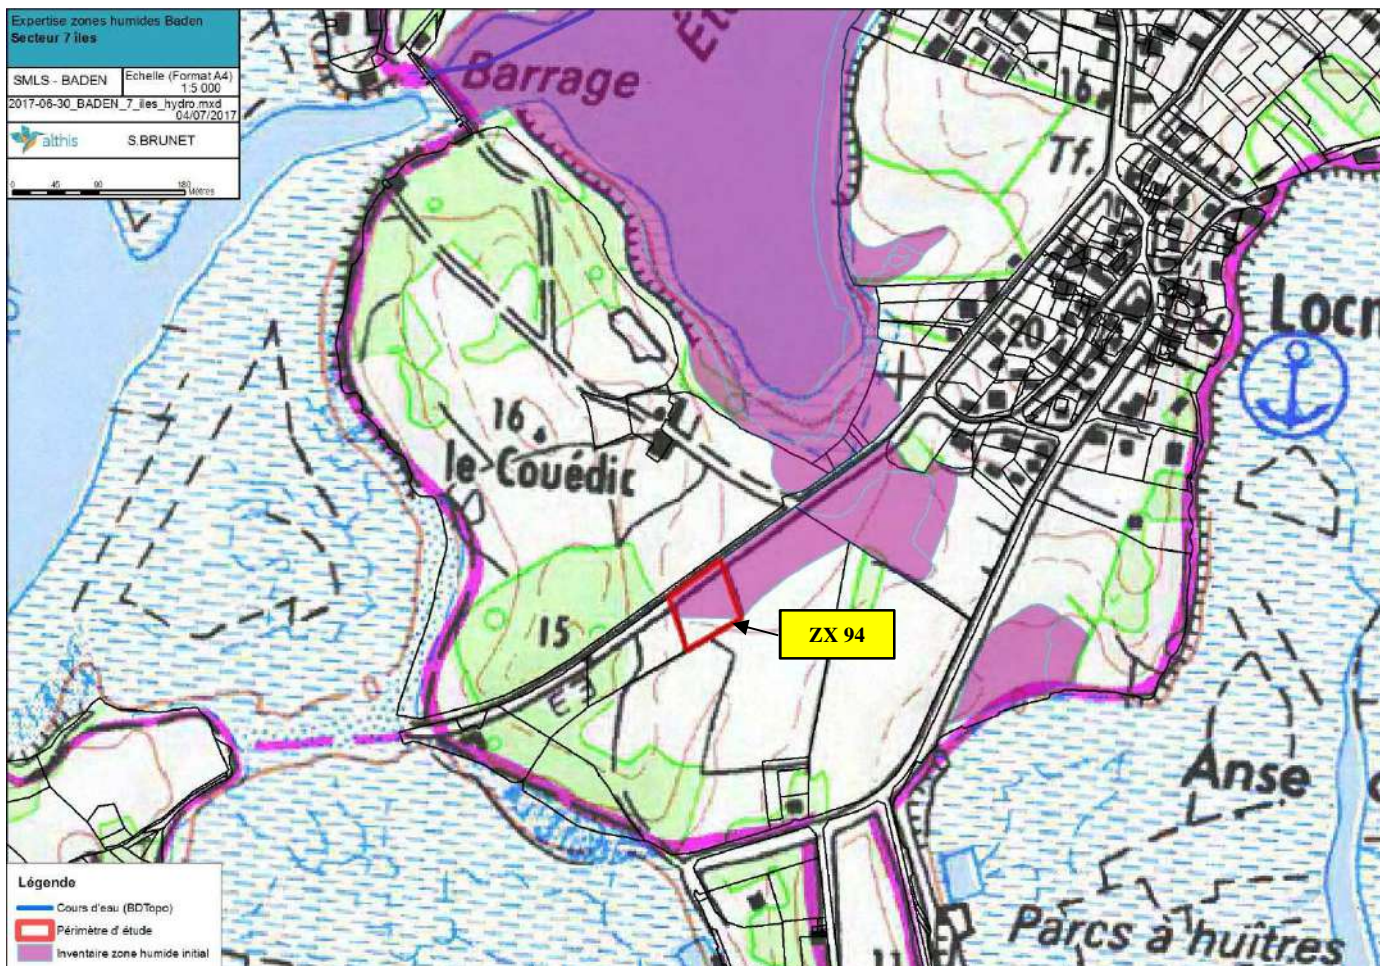 Expertise zones humides Baden
Secteur 7 îles
SMLS - BADEN
Echelle (Format A4)
1:5 000
2017-06-30_BADEN_7_iles_hydro.mxd
04/07/2017
althis
S.BRUNET
0 45 90 180
Mètres
Barrage
16
Tf.
20
Locm
16
le Couédic
15
ZX 94
Anse
Parcs à huîtres
11
Légende
Cours d'eau (BDTopo)
Périmètre d' étude
Inventaire zone humide initial